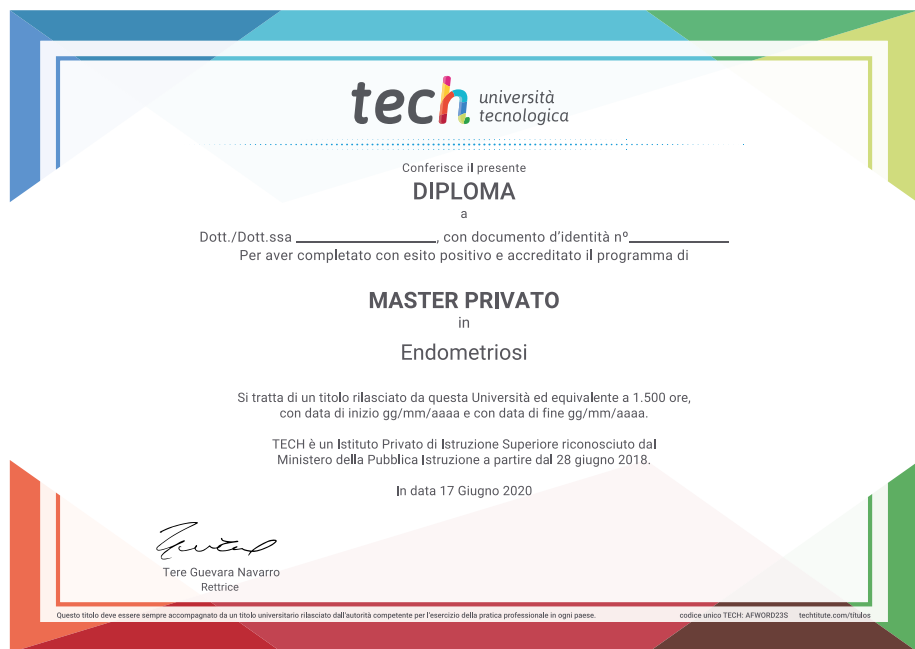 tech università
tecnologica
Conferisce il presente
DIPLOMA
a
Dott./Dott.ssa ________________, con documento d'identità nº____________
Per aver completato con esito positivo e accreditato il programma di
MASTER PRIVATO
in
Endometriosi
Si tratta di un titolo rilasciato da questa Università ed equivalente a 1.500 ore,
con data di inizio gg/mm/aaaa e con data di fine gg/mm/aaaa.
TECH è un Istituto Privato di Istruzione Superiore riconosciuto dal
Ministero della Pubblica Istruzione a partire dal 28 giugno 2018.
In data 17 Giugno 2020
Tere Guevara Navarro
Rettrice
Questo titolo deve essere sempre accompagnato da un titolo universitario rilasciato dall'autorità competente per l'esercizio della pratica professionale in ogni paese. codice unico TECH: AFWORD23S techtitute.com/titulos